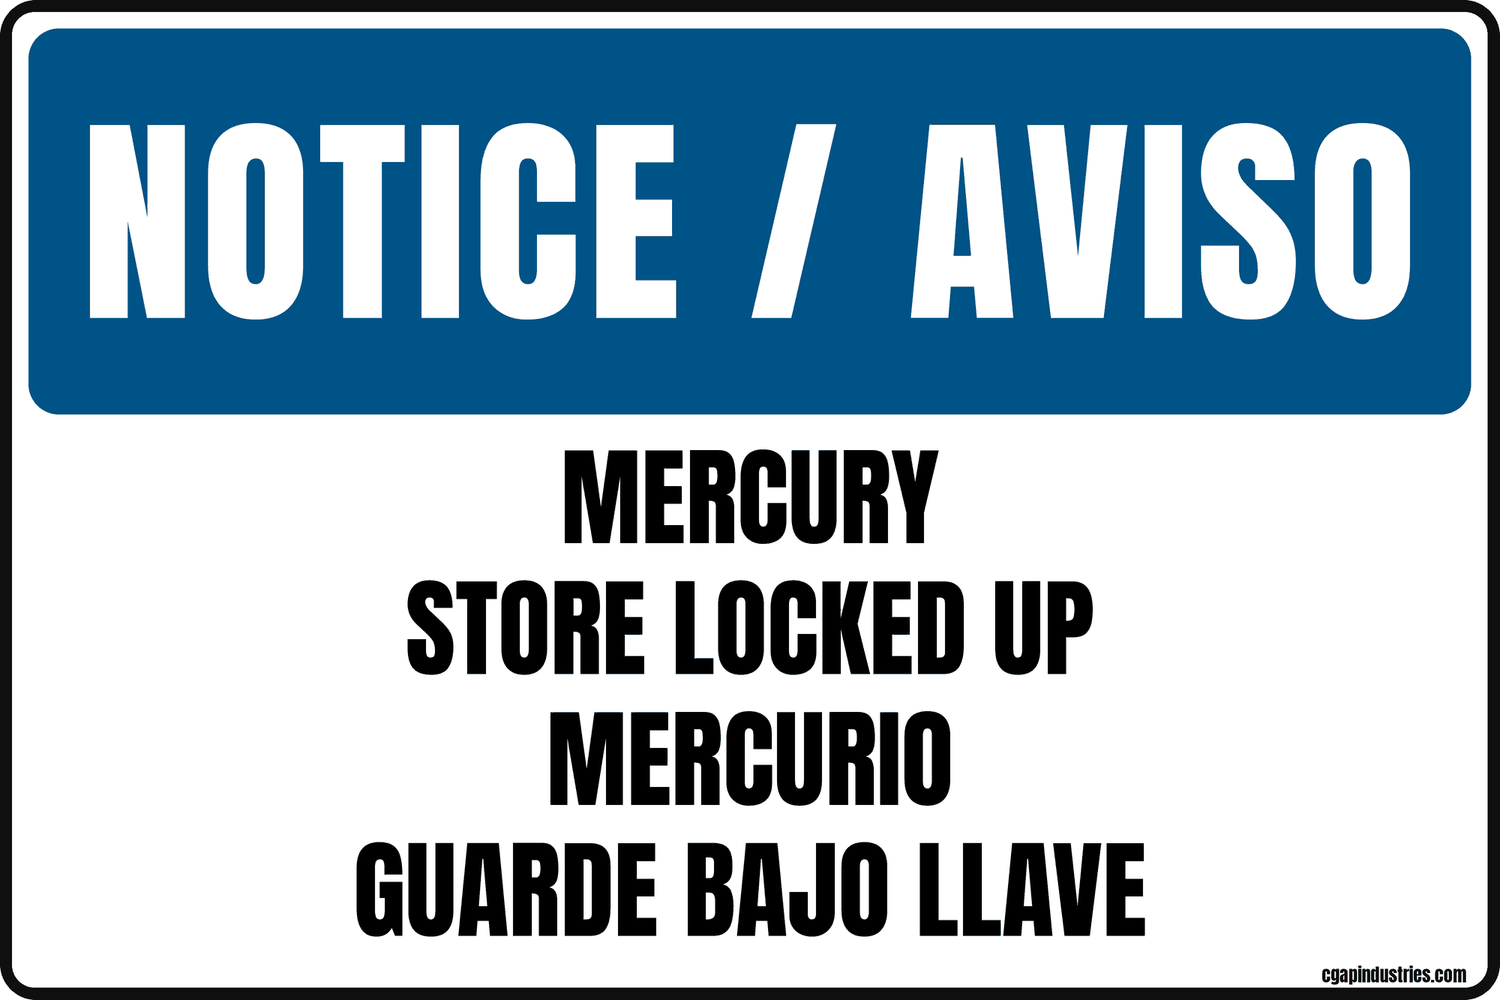 NOTICE / AVISO
MERCURY
STORE LOCKED UP
MERCURIO
GUARDE BAJO LLAVE
cgapindustries.com